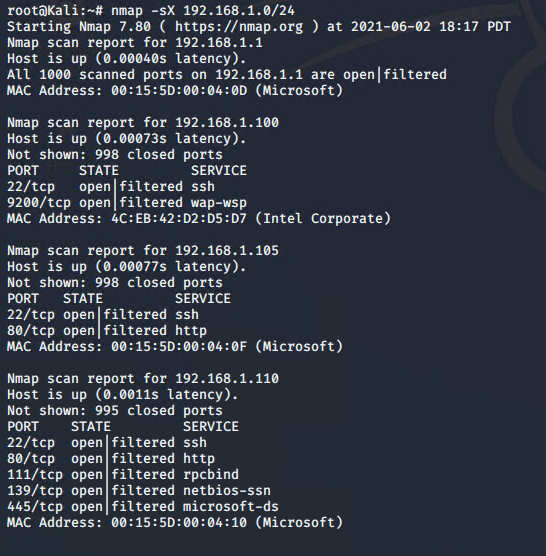 root@Kali:~# nmap -sX 192.168.1.0/24
Starting Nmap 7.80 ( https://nmap.org ) at 2021-06-02 18:17 PDT
Nmap scan report for 192.168.1.1
Host is up (0.00040s latency).
All 1000 scanned ports on 192.168.1.1 are open|filtered
MAC Address: 00:15:5D:00:04:0D (Microsoft)

Nmap scan report for 192.168.1.100
Host is up (0.00073s latency).
Not shown: 998 closed ports
PORT     STATE         SERVICE
22/tcp   open|filtered ssh
9200/tcp open|filtered wap-wsp
MAC Address: 4C:EB:42:D2:D5:D7 (Intel Corporate)

Nmap scan report for 192.168.1.105
Host is up (0.00077s latency).
Not shown: 998 closed ports
PORT   STATE         SERVICE
22/tcp open|filtered ssh
80/tcp open|filtered http
MAC Address: 00:15:5D:00:04:0F (Microsoft)

Nmap scan report for 192.168.1.110
Host is up (0.0011s latency).
Not shown: 995 closed ports
PORT    STATE         SERVICE
22/tcp  open|filtered ssh
80/tcp  open|filtered http
111/tcp open|filtered rpcbind
139/tcp open|filtered netbios-ssn
445/tcp open|filtered microsoft-ds
MAC Address: 00:15:5D:00:04:10 (Microsoft)